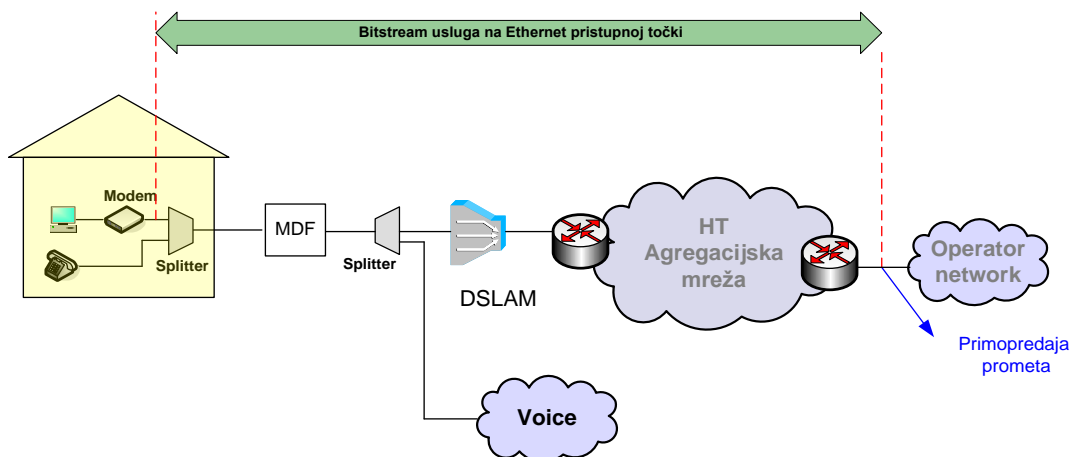 Bitstream usluga na Ethernet pristupnoj točki
Modem
Splitter
MDF
Splitter
DSLAM
HT
Agregacijska
mreža
Operator
network
Primopredaja
prometa
Voice